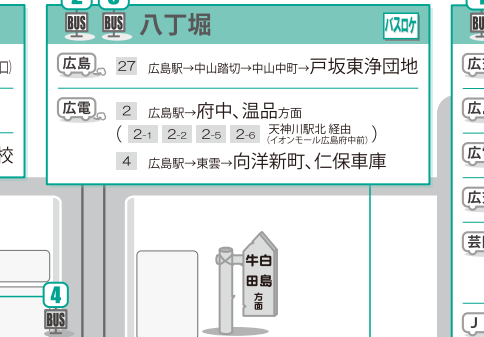 2 3
BUS BUS 八丁堀 バスロケ
広島 27 広島駅→中山踏切→中山中町→戸坂東浄団地
広電 2 広島駅→府中、温品方面
( 2-1 2-2 2-5 2-6 天神川駅北 経由 )
(イオンモール広島府中前)
4 広島駅→東雲→向洋新町、仁保車庫
口)
校
牛田 白島
方面
4
BUS